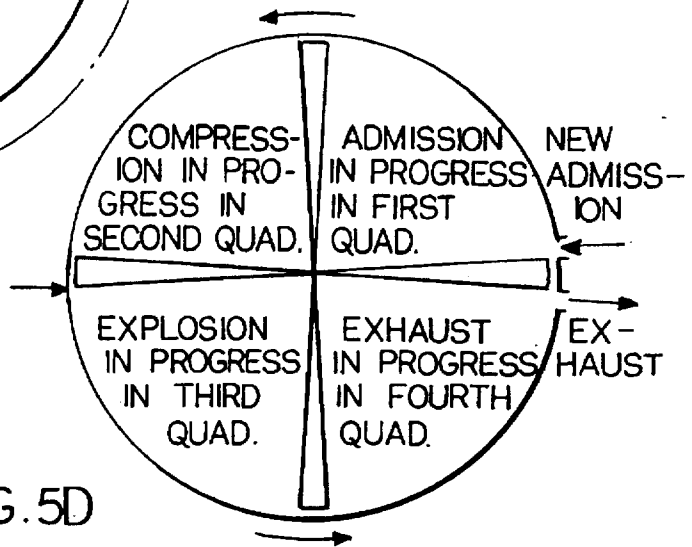 COMPRESS-
ION IN PRO-
GRESS IN
SECOND QUAD.
ADMISSION
IN PROGRESS
IN FIRST
QUAD.
NEW
ADMISS-
ION
EXPLOSION
IN PROGRESS
IN THIRD
QUAD.
EXHAUST
IN PROGRESS
IN FOURTH
QUAD.
EX-
HAUST
G. 5D